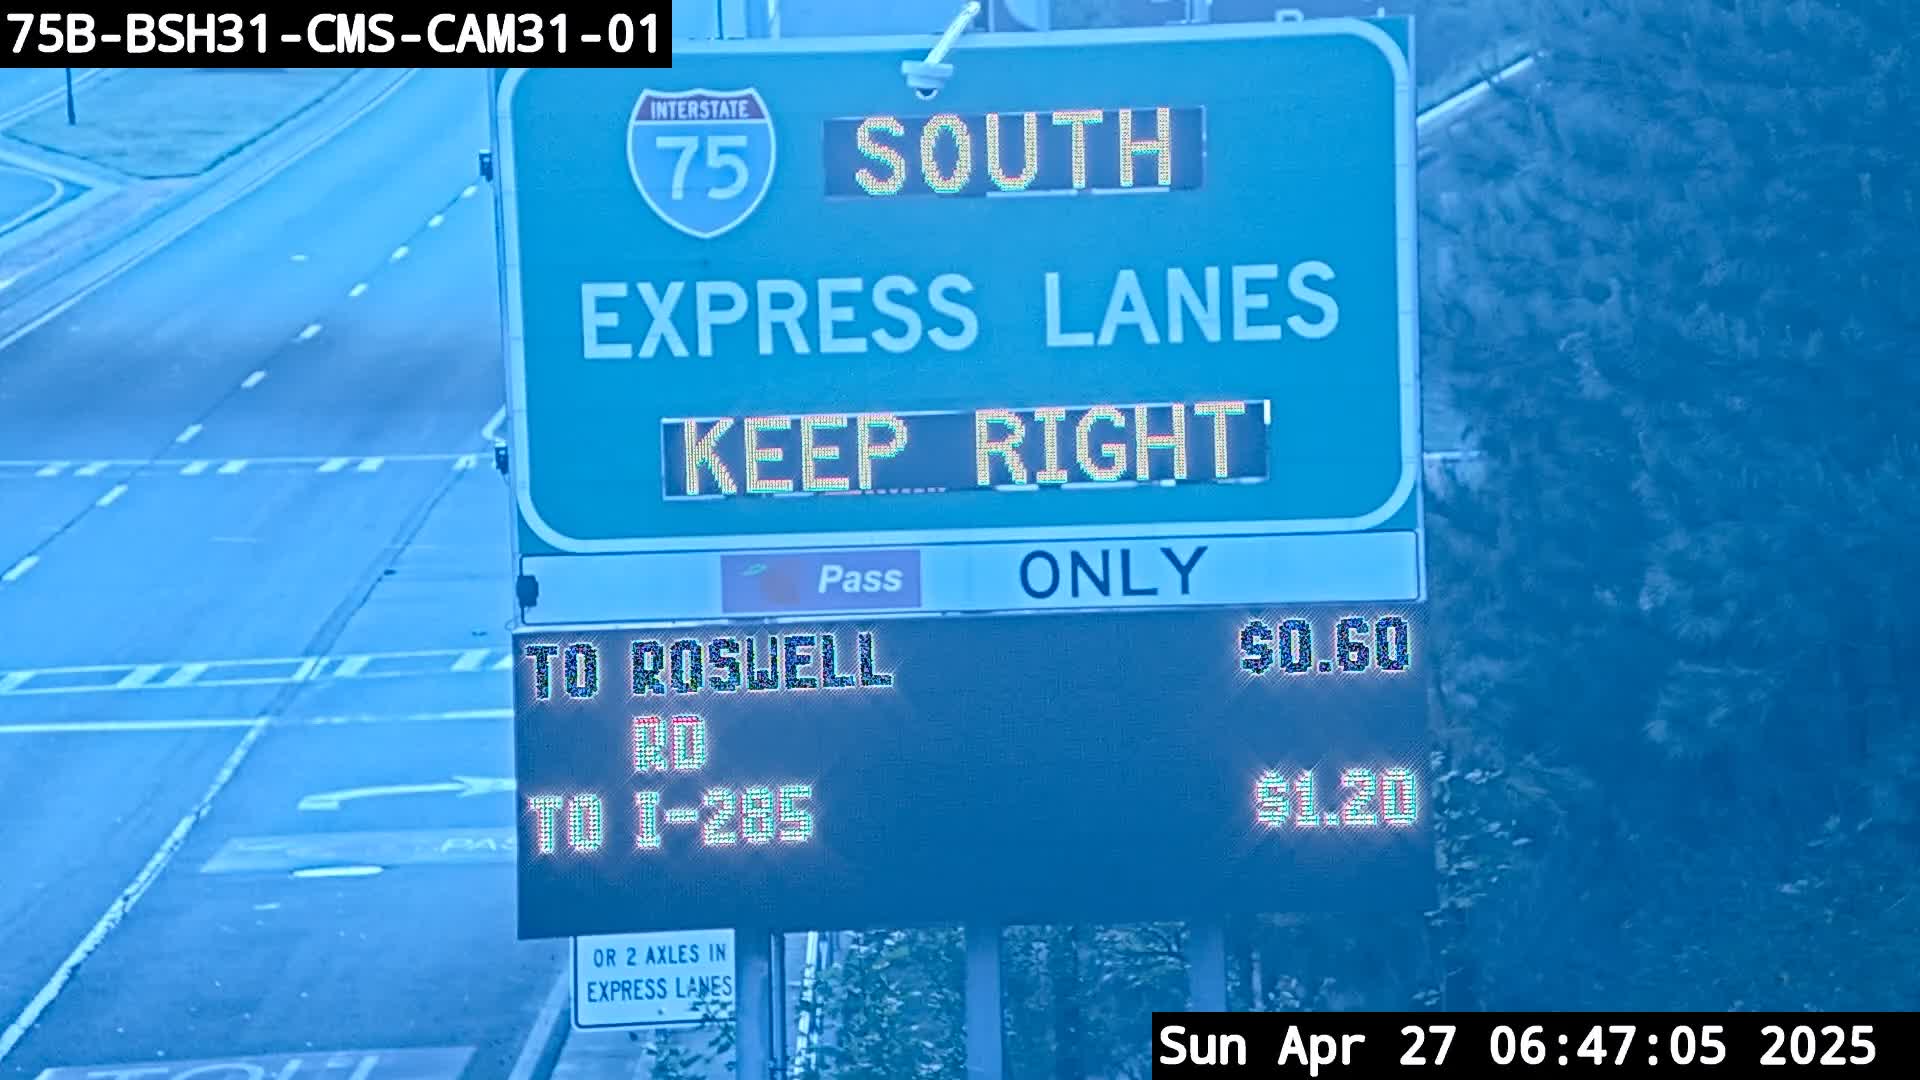 75B-BSH31-CMS-CAM31-01
INTERSTATE
75
SOUTH
EXPRESS LANES
KEEP RIGHT
Pass ONLY
TO ROSWELL $0.60
RD
TO I-285 $1.20
OR 2 AXLES IN
EXPRESS LANES
Sun Apr 27 06:47:05 2025